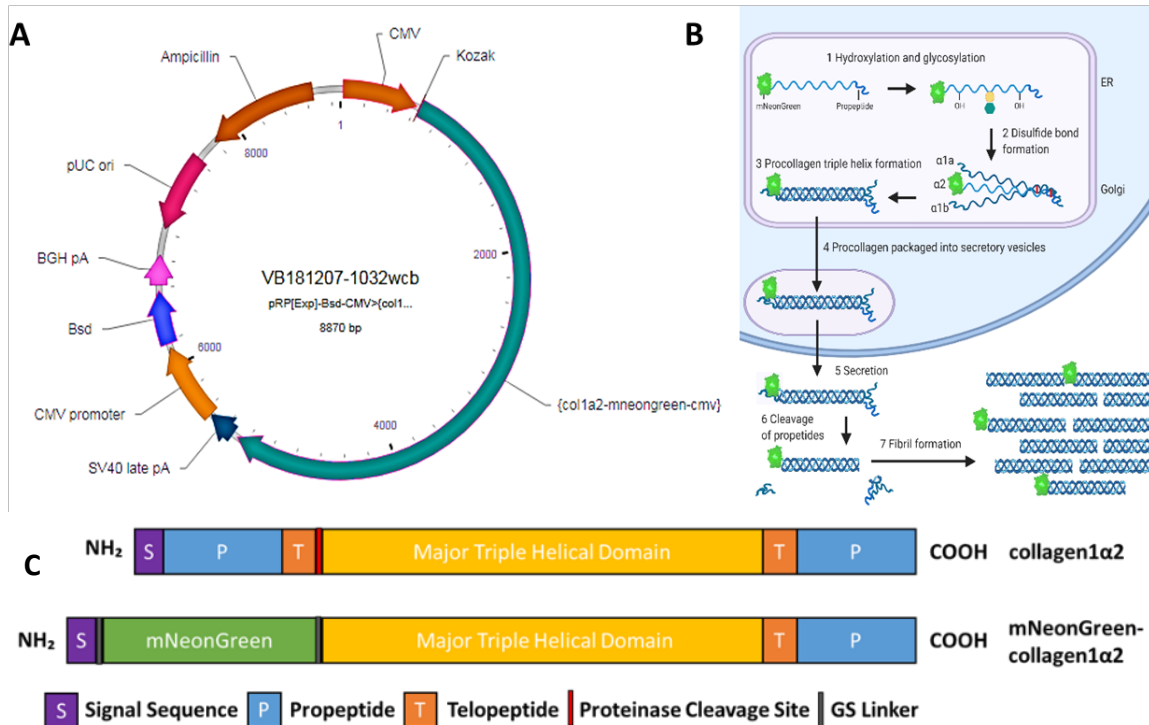 A
Ampicillin
CMV
Kozak
pUC ori
1
8000
BGH pA
2000
VB181207-1032wcb
pRP[Exp]-Bsd-CMV>{col1...
8870 bp
Bsd
6000
CMV promoter
{col1a2-mneongreen-cmv}
4000
SV40 late pA
B
1 Hydroxylation and glycosylation
ER
mNeonGreen
Propeptide
OH
OH
2 Disulfide bond
formation
3 Procollagen triple helix formation
α1a
α2
α1b
Golgi
4 Procollagen packaged into secretory vesicles
5 Secretion
6 Cleavage
of propetides
7 Fibril formation
C
NH₂ S P T Major Triple Helical Domain T P COOH collagen1α2
NH₂ S mNeonGreen Major Triple Helical Domain T P COOH mNeonGreen-
collagen1α2
S Signal Sequence P Propeptide T Telopeptide Proteinase Cleavage Site GS Linker